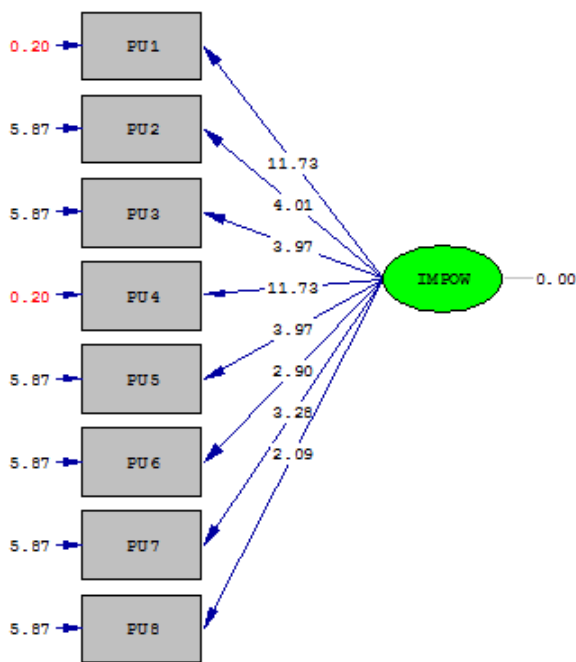 0.20 PU1
11.73
5.87 PU2
4.01
5.87 PU3
3.97
IMPOW 0.00
0.20 PU4
11.73
3.97
5.87 PU5
2.90
3.28
5.87 PU6
2.09
5.87 PU7
5.87 PU8